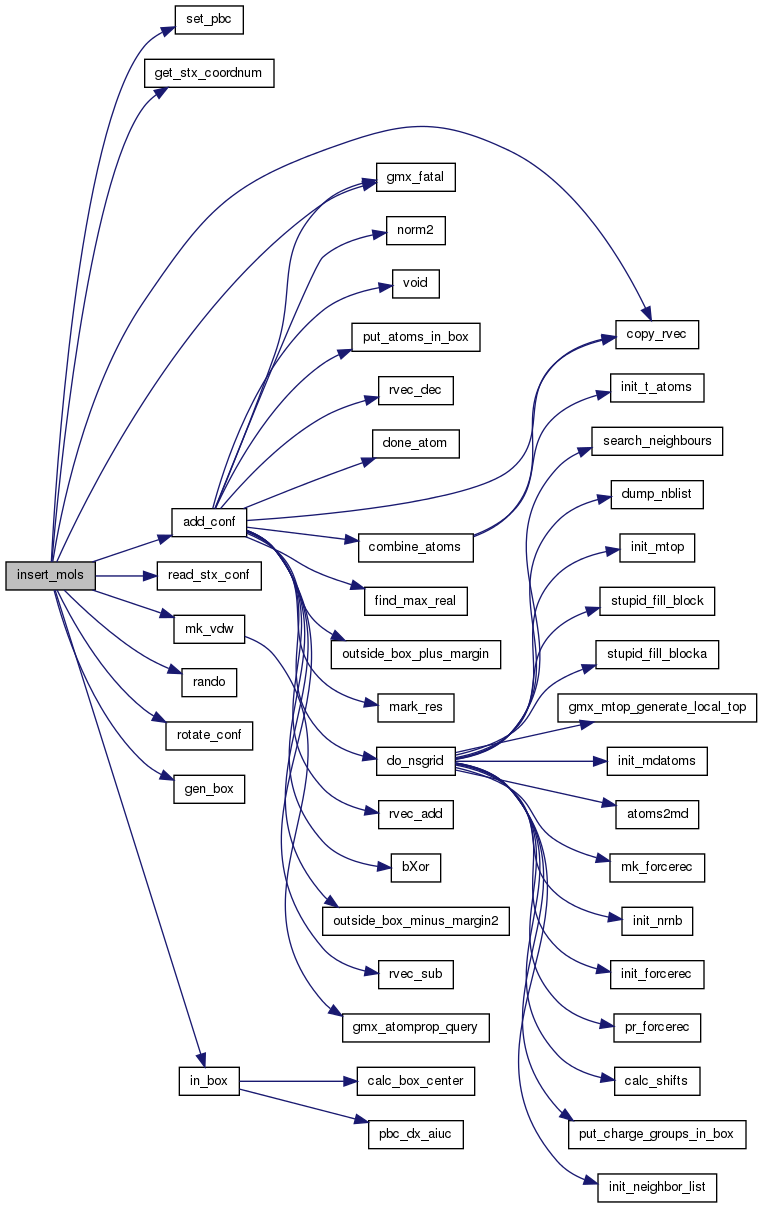 set_pbc
get_stx_coordnum
gmx_fatal
norm2
void
put_atoms_in_box
copy_rvec
rvec_dec
init_t_atoms
done_atom
search_neighbours
dump_nblist
add_conf
combine_atoms
init_mtop
insert_mols
read_stx_conf
find_max_real
stupid_fill_block
mk_vdw
outside_box_plus_margin
stupid_fill_blocka
rando
mark_res
gmx_mtop_generate_local_top
rotate_conf
do_nsgrid
init_mdatoms
gen_box
rvec_add
atoms2md
bXor
mk_forcerec
outside_box_minus_margin2
init_nrnb
rvec_sub
init_forcerec
gmx_atomprop_query
pr_forcerec
in_box
calc_box_center
calc_shifts
pbc_dx_aiuc
put_charge_groups_in_box
init_neighbor_list